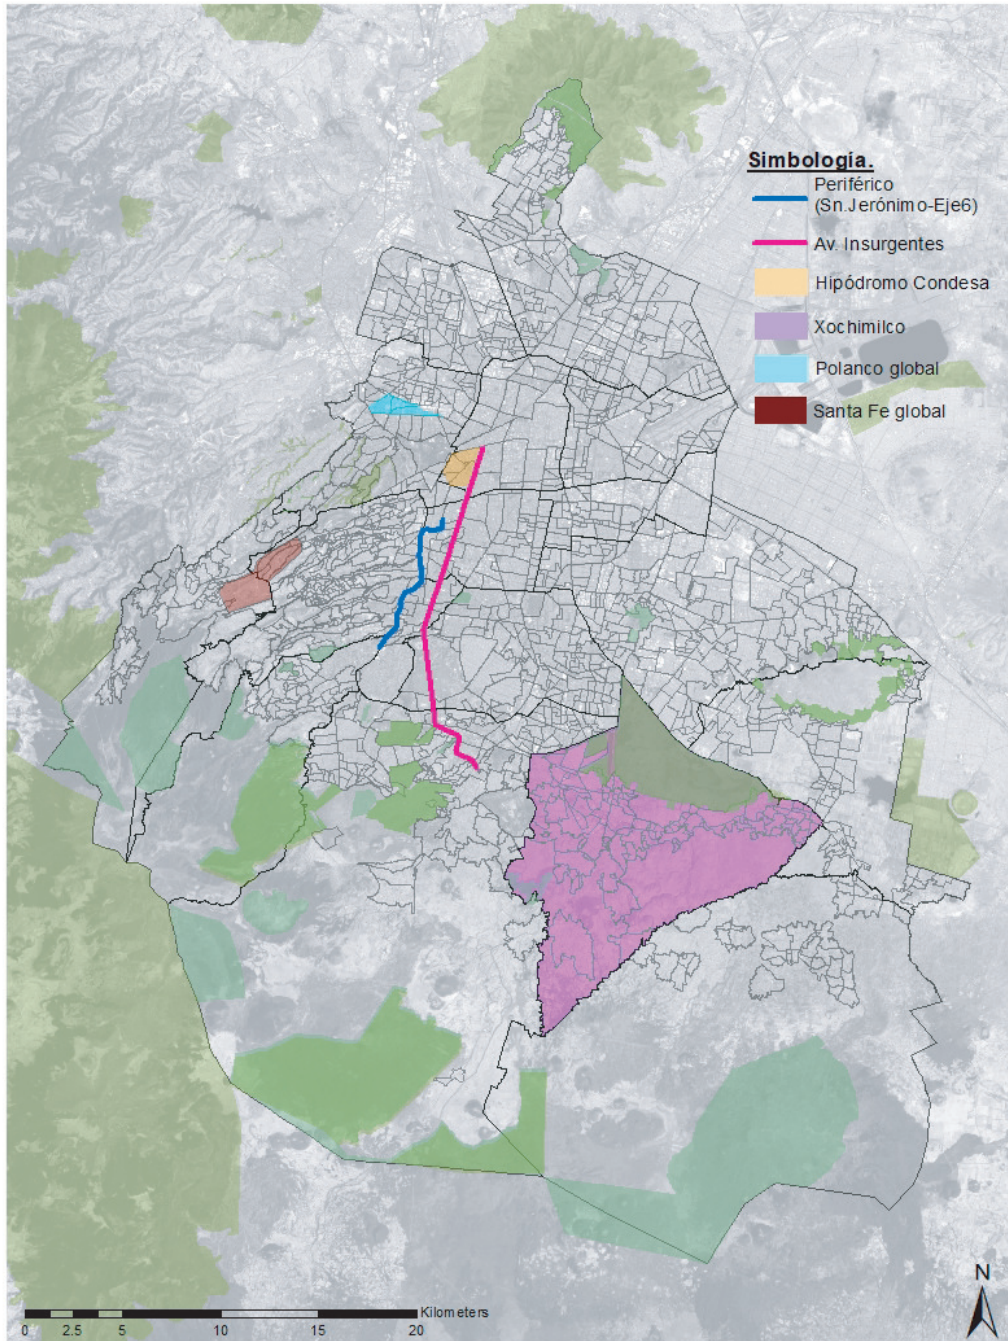 Simbología.
Periférico
(Sn.Jerónimo-Eje6)
Av. Insurgentes
Hipódromo Condesa
Xochimilco
Polanco global
Santa Fe global
N
Kilometers
0 2.5 5 10 15 20